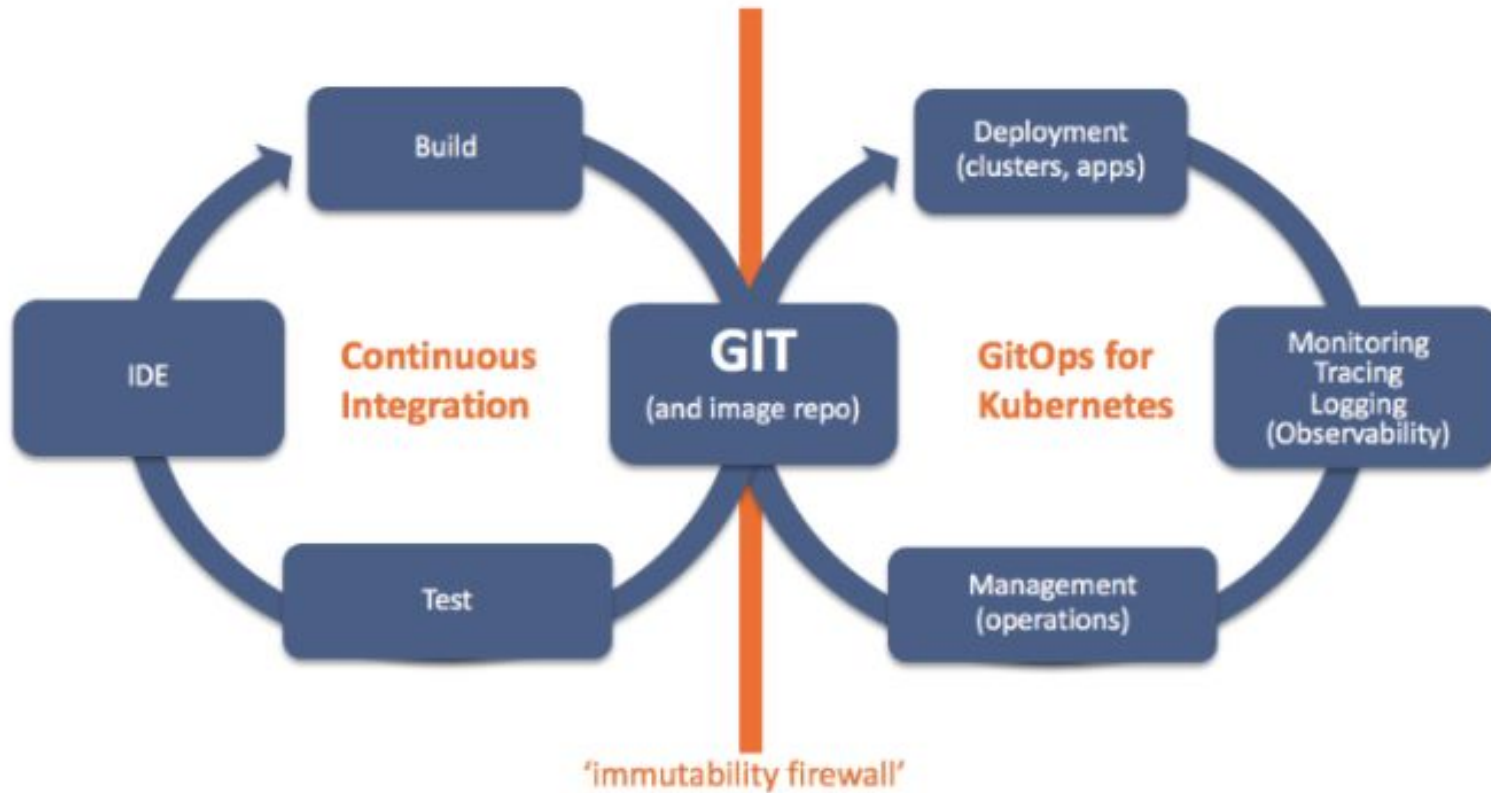 Build
Deployment
(clusters, apps)
IDE
Continuous
Integration
GIT
(and image repo)
GitOps for
Kubernetes
Monitoring
Tracing
Logging
(Observability)
Test
Management
(operations)
‘immutability firewall’